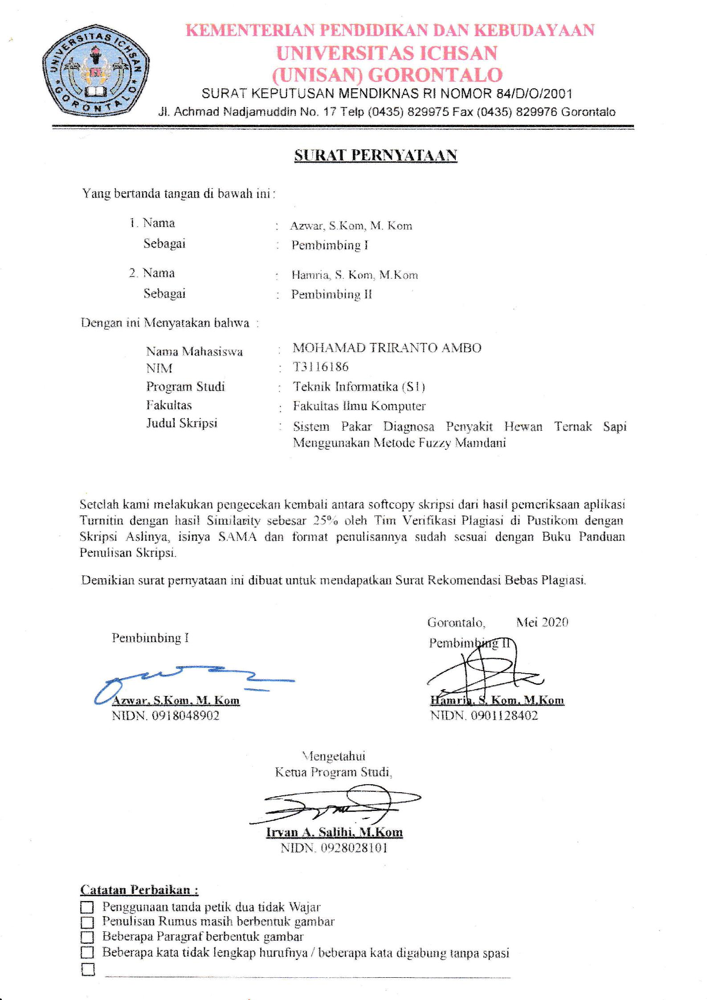 UNIVERSITAS ICHSAN
GORONTALO
KEMENTERIAN PENDIDIKAN DAN KEBUDAYAAN
UNIVERSITAS ICHSAN
(UNISAN) GORONTALO
SURAT KEPUTUSAN MENDIKNAS RI NOMOR 84/D/O/2001
Jl. Achmad Nadjamuddin No. 17 Telp (0435) 829975 Fax (0435) 829976 Gorontalo
SURAT PERNYATAAN
Yang bertanda tangan di bawah ini :
1. Nama : Azwar, S.Kom, M. Kom
Sebagai : Pembimbing I
2. Nama : Hamria, S. Kom, M.Kom
Sebagai : Pembimbing II
Dengan ini Menyatakan bahwa :
Nama Mahasiswa : MOHAMAD TRIRANTO AMBO
NIM : T3116186
Program Studi : Teknik Informatika (S1)
Fakultas : Fakultas Ilmu Komputer
Judul Skripsi : Sistem Pakar Diagnosa Penyakit Hewan Ternak Sapi
Menggunakan Metode Fuzzy Mamdani
Setelah kami melakukan pengecekan kembali antara softcopy skripsi dari hasil pemeriksaan aplikasi
Turnitin dengan hasil Similarity sebesar 25% oleh Tim Verifikasi Plagiasi di Pustikom dengan
Skripsi Aslinya, isinya SAMA dan format penulisannya sudah sesuai dengan Buku Panduan
Penulisan Skripsi.
Demikian surat pernyataan ini dibuat untuk mendapatkan Surat Rekomendasi Bebas Plagiasi.
Gorontalo, Mei 2020
Pembimbing I
Pembimbing II
Azwar, S.Kom, M. Kom
NIDN. 0918048902
Hamria, S. Kom, M.Kom
NIDN. 0901128402
Mengetahui
Ketua Program Studi,
Irvan A. Salihi, M.Kom
NIDN. 0928028101
Catatan Perbaikan :
Penggunaan tanda petik dua tidak Wajar
Penulisan Rumus masih berbentuk gambar
Beberapa Paragraf berbentuk gambar
Beberapa kata tidak lengkap hurufnya / beberapa kata digabung tanpa spasi